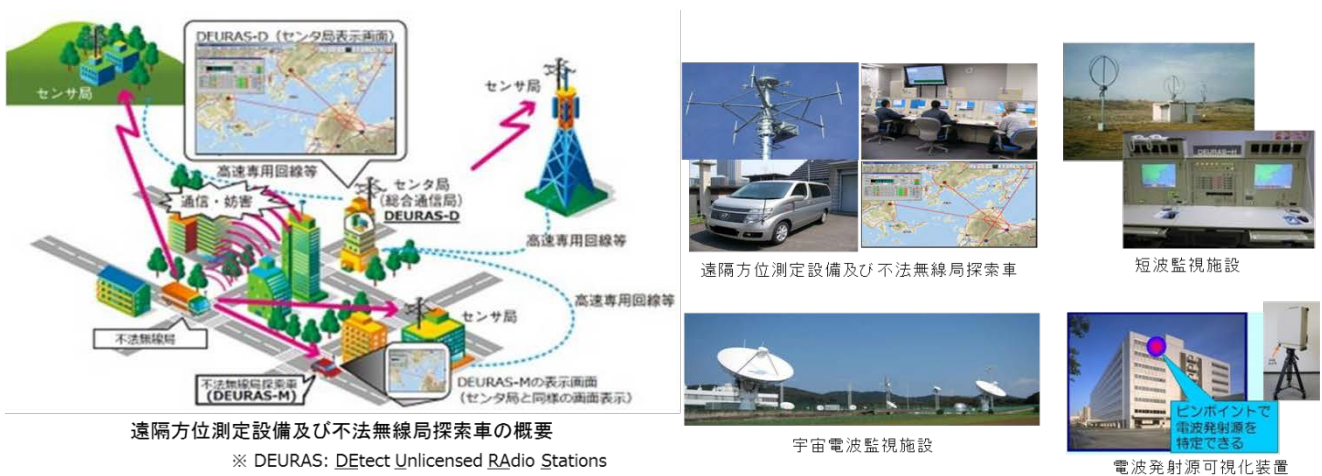 DEURAS-D（センタ局表示画面）
センサ局
センサ局
高速専用回線等
通信・妨害
センタ局
（総合通信局）
DEURAS-D
高速専用回線等
高速専用回線等
センサ局
不法無線局
不法無線局探索車
(DEURAS-M)
DEURAS-Mの表示画面
（センタ局と同様の画面表示）
遠隔方位測定設備及び不法無線局探索車の概要
※ DEURAS: DEtect Unlicensed RAdio Stations
遠隔方位測定設備及び不法無線局探索車
DEURAS-M
短波監視施設
宇宙電波監視施設
ピンポイントで
電波発射源を
特定できる
電波発射源可視化装置